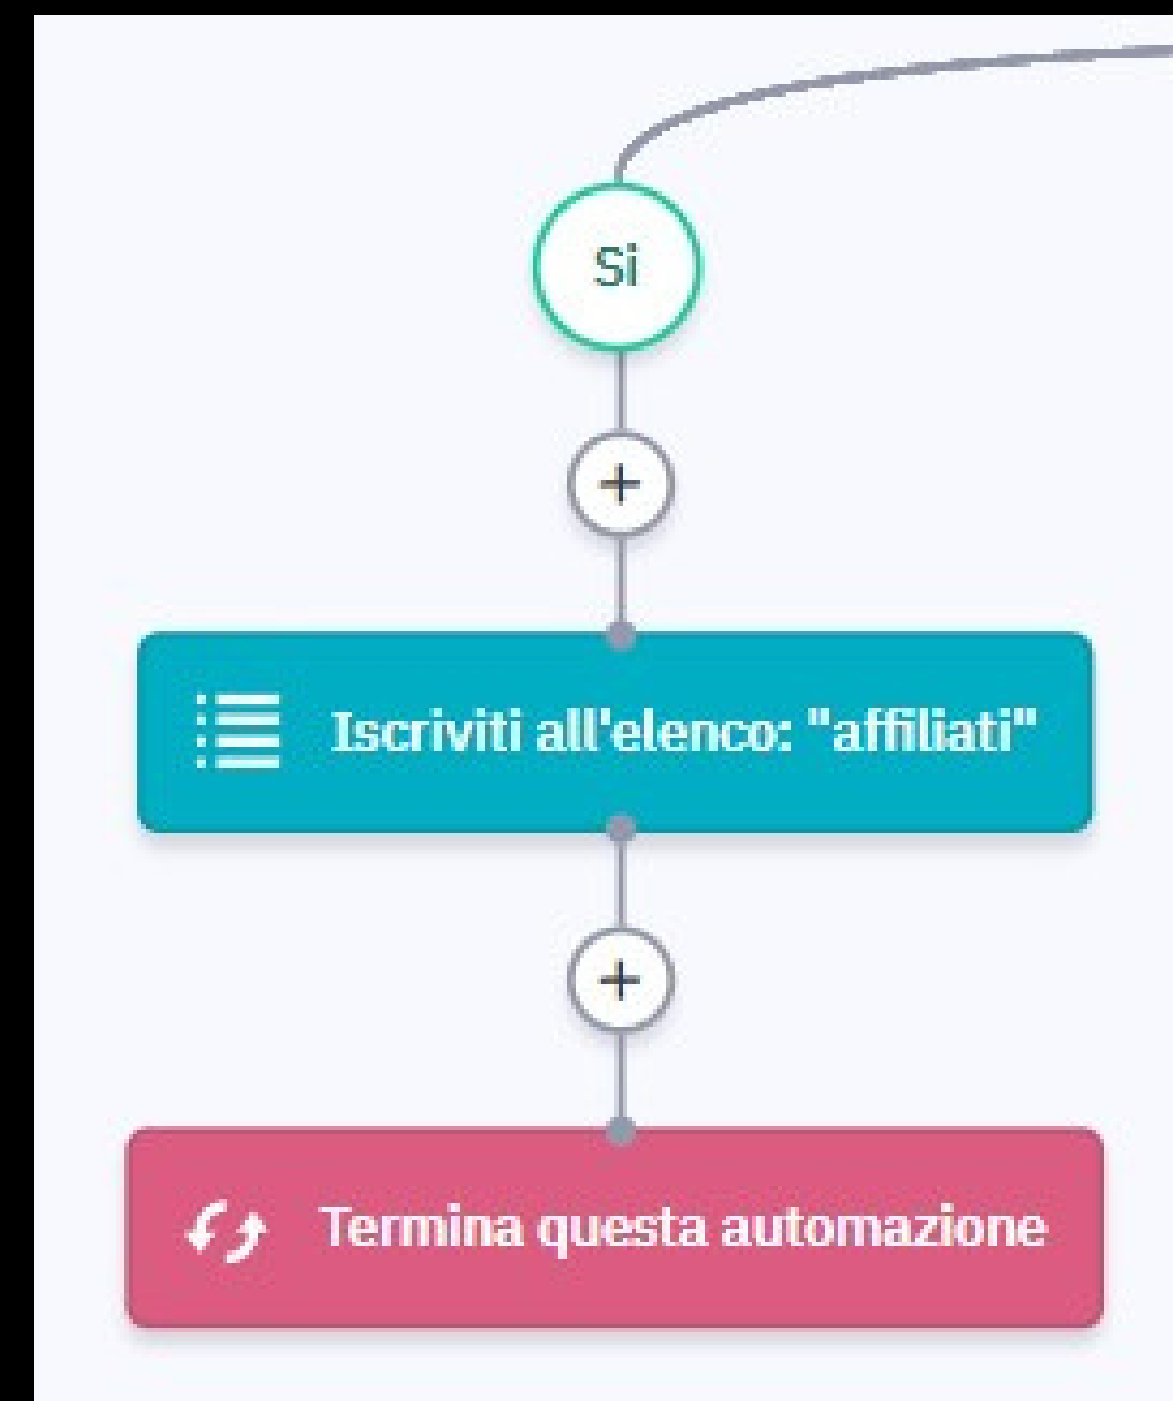 Si
+
Iscriviti all'elenco: "affiliati"
+
Termina questa automazione